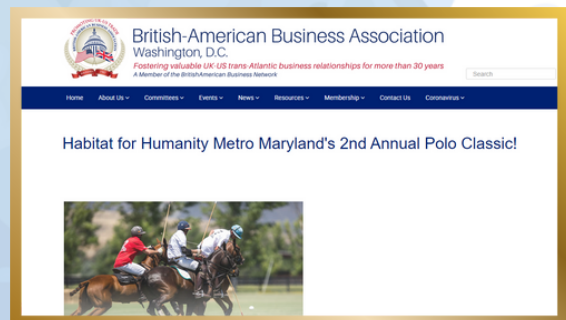 British-American Business Association
Washington, D.C.
Fostering valuable UK-US trans-Atlantic business relationships for more than 30 years
A Member of the BritishAmerican Business Network
Search
Home About Us Committees Events News Resources Membership Contact Us Coronavirus
Habitat for Humanity Metro Maryland's 2nd Annual Polo Classic!